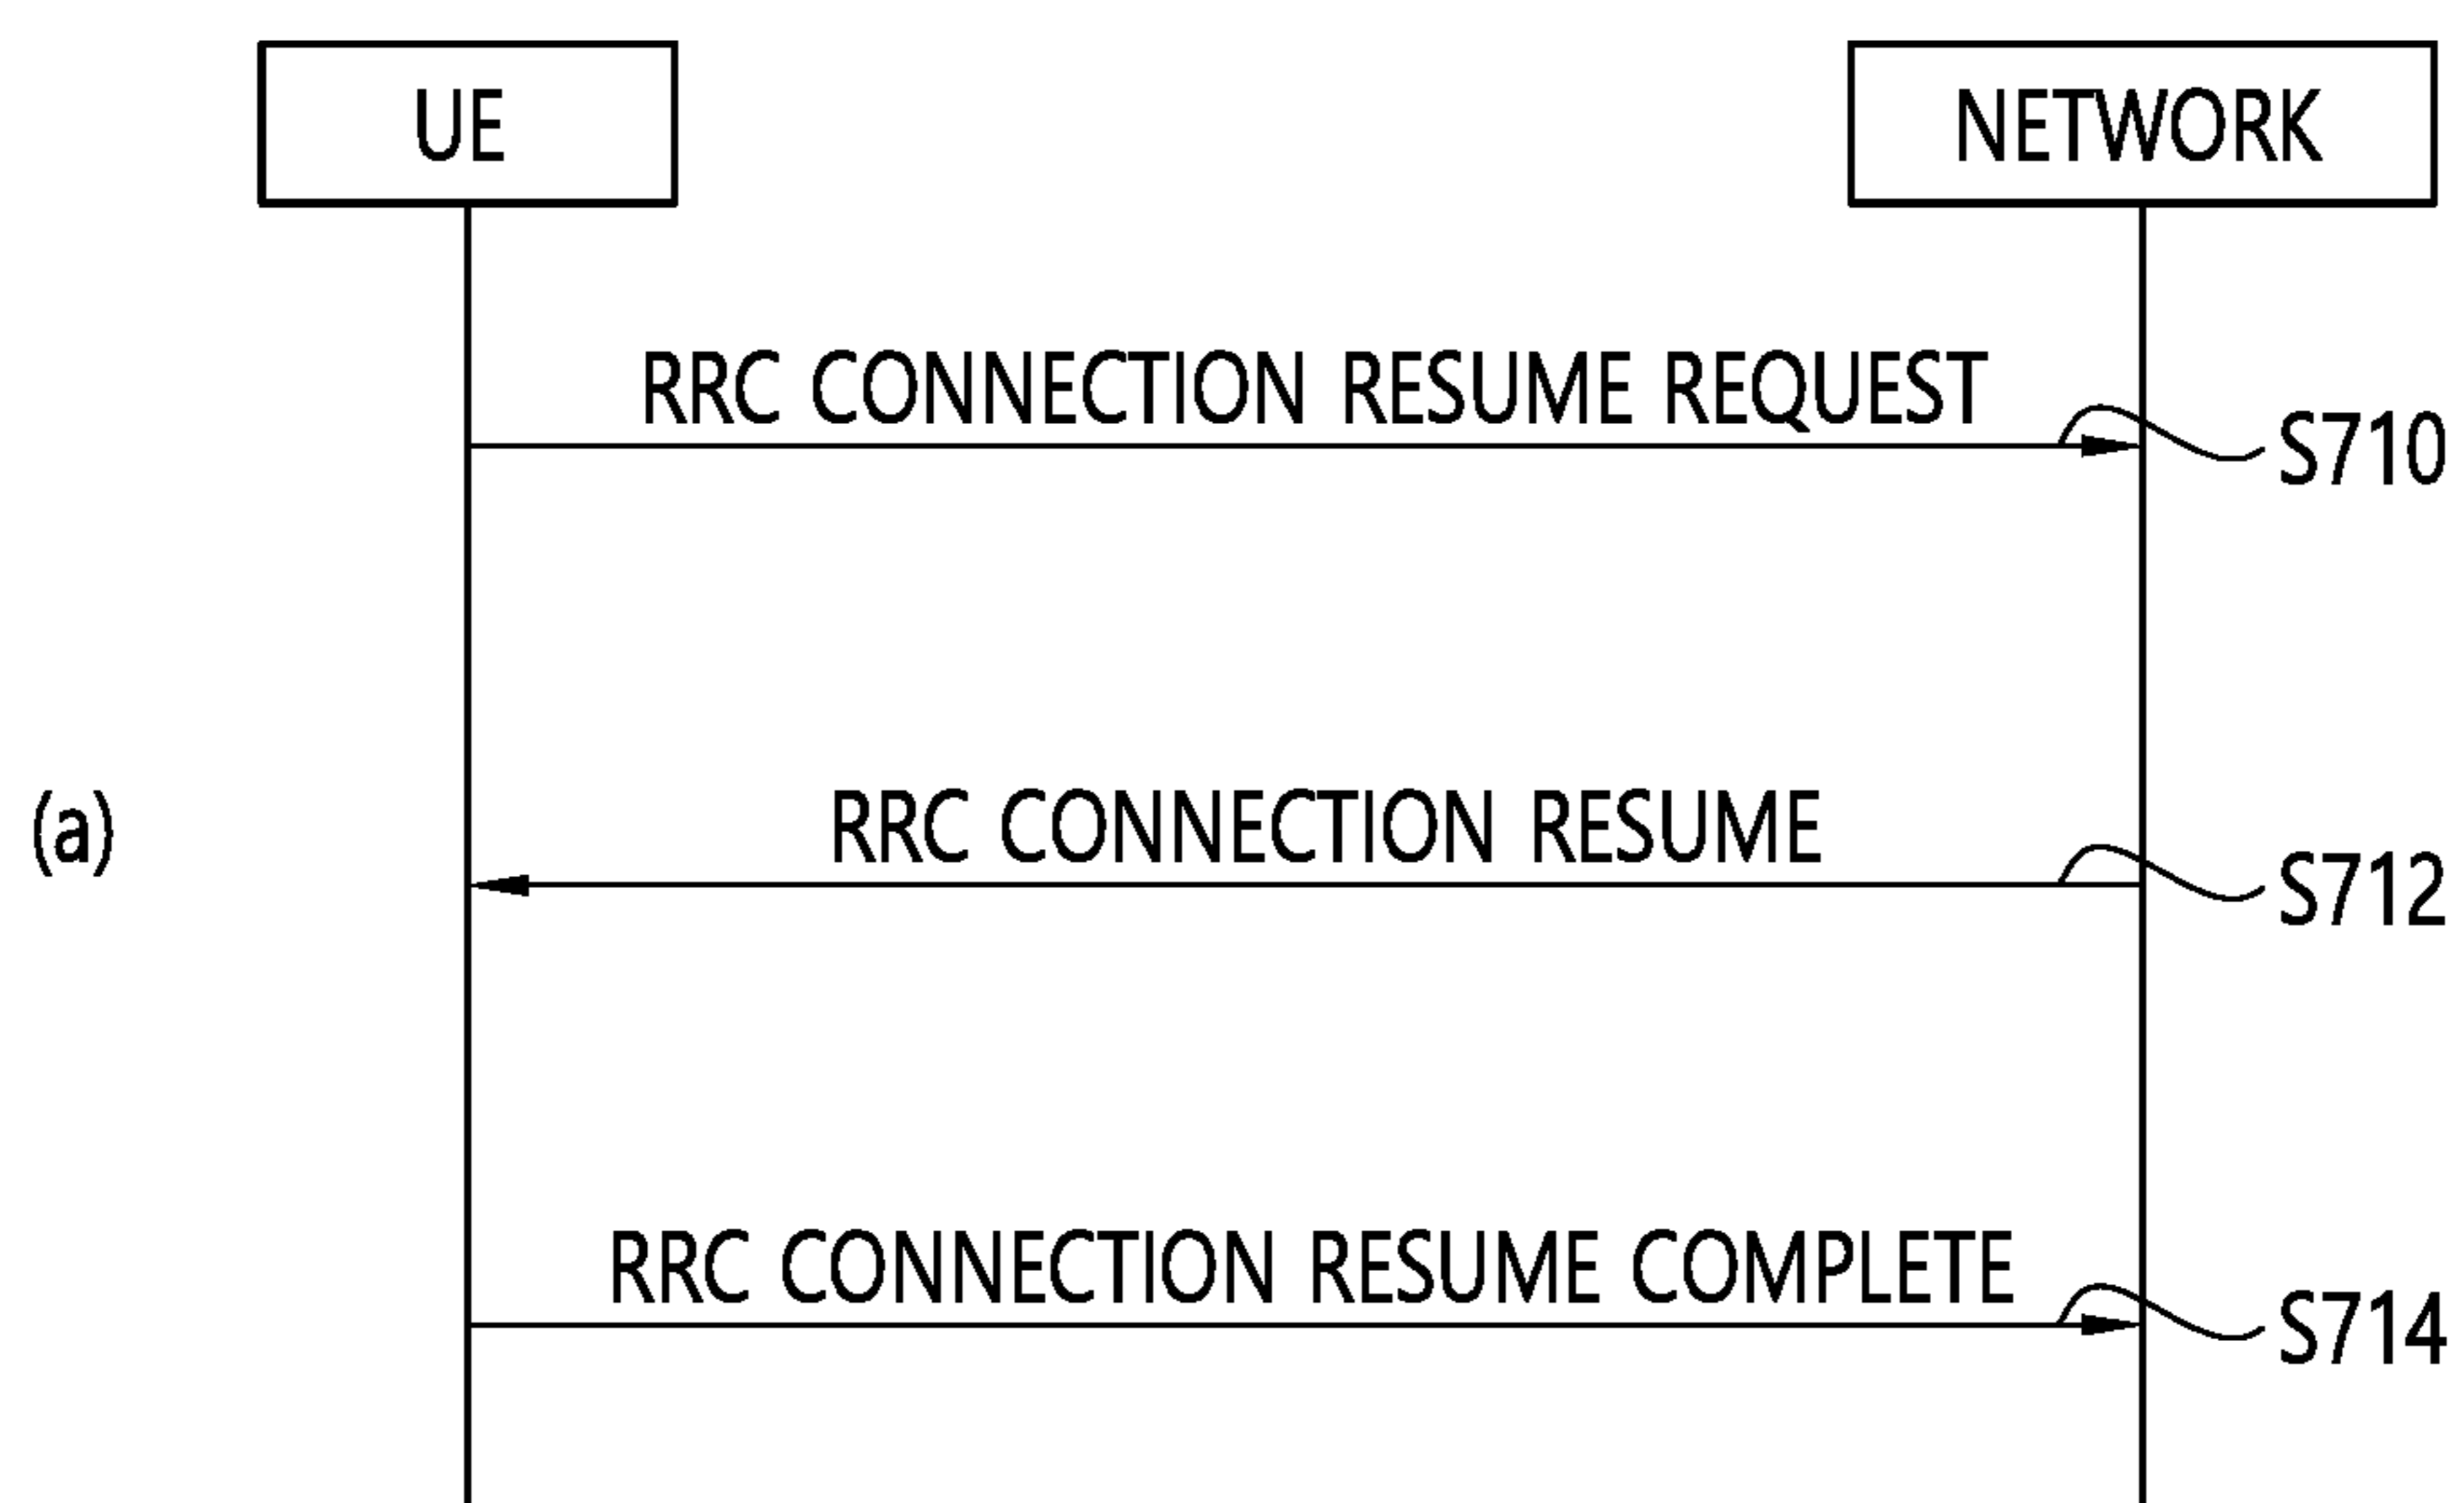 UE
NETWORK
RRC CONNECTION RESUME REQUEST
S710
(a)
RRC CONNECTION RESUME
S712
RRC CONNECTION RESUME COMPLETE
S714